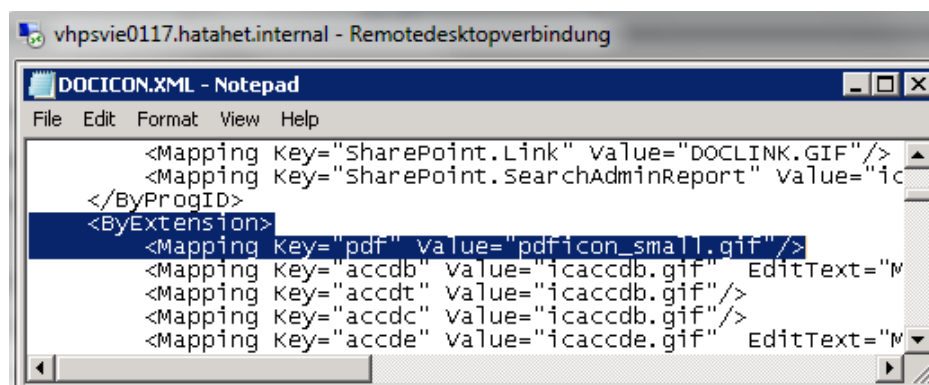 vhpsvie0117.hatahet.internal - Remotedesktopverbindung
DOCICON.XML - Notepad
File Edit Format View Help
<Mapping Key="SharePoint.Link" Value="DOCLINK.GIF"/>
<Mapping Key="SharePoint.SearchAdminReport" Value="ic
</ByProgID>
<ByExtension>
<Mapping Key="pdf" Value="pdficon_small.gif"/>
<Mapping Key="accdb" Value="icaccdb.gif" EditText="M
<Mapping Key="accdt" Value="icaccdb.gif"/>
<Mapping Key="accdc" Value="icaccdb.gif"/>
<Mapping Key="accde" Value="icaccde.gif" EditText="M